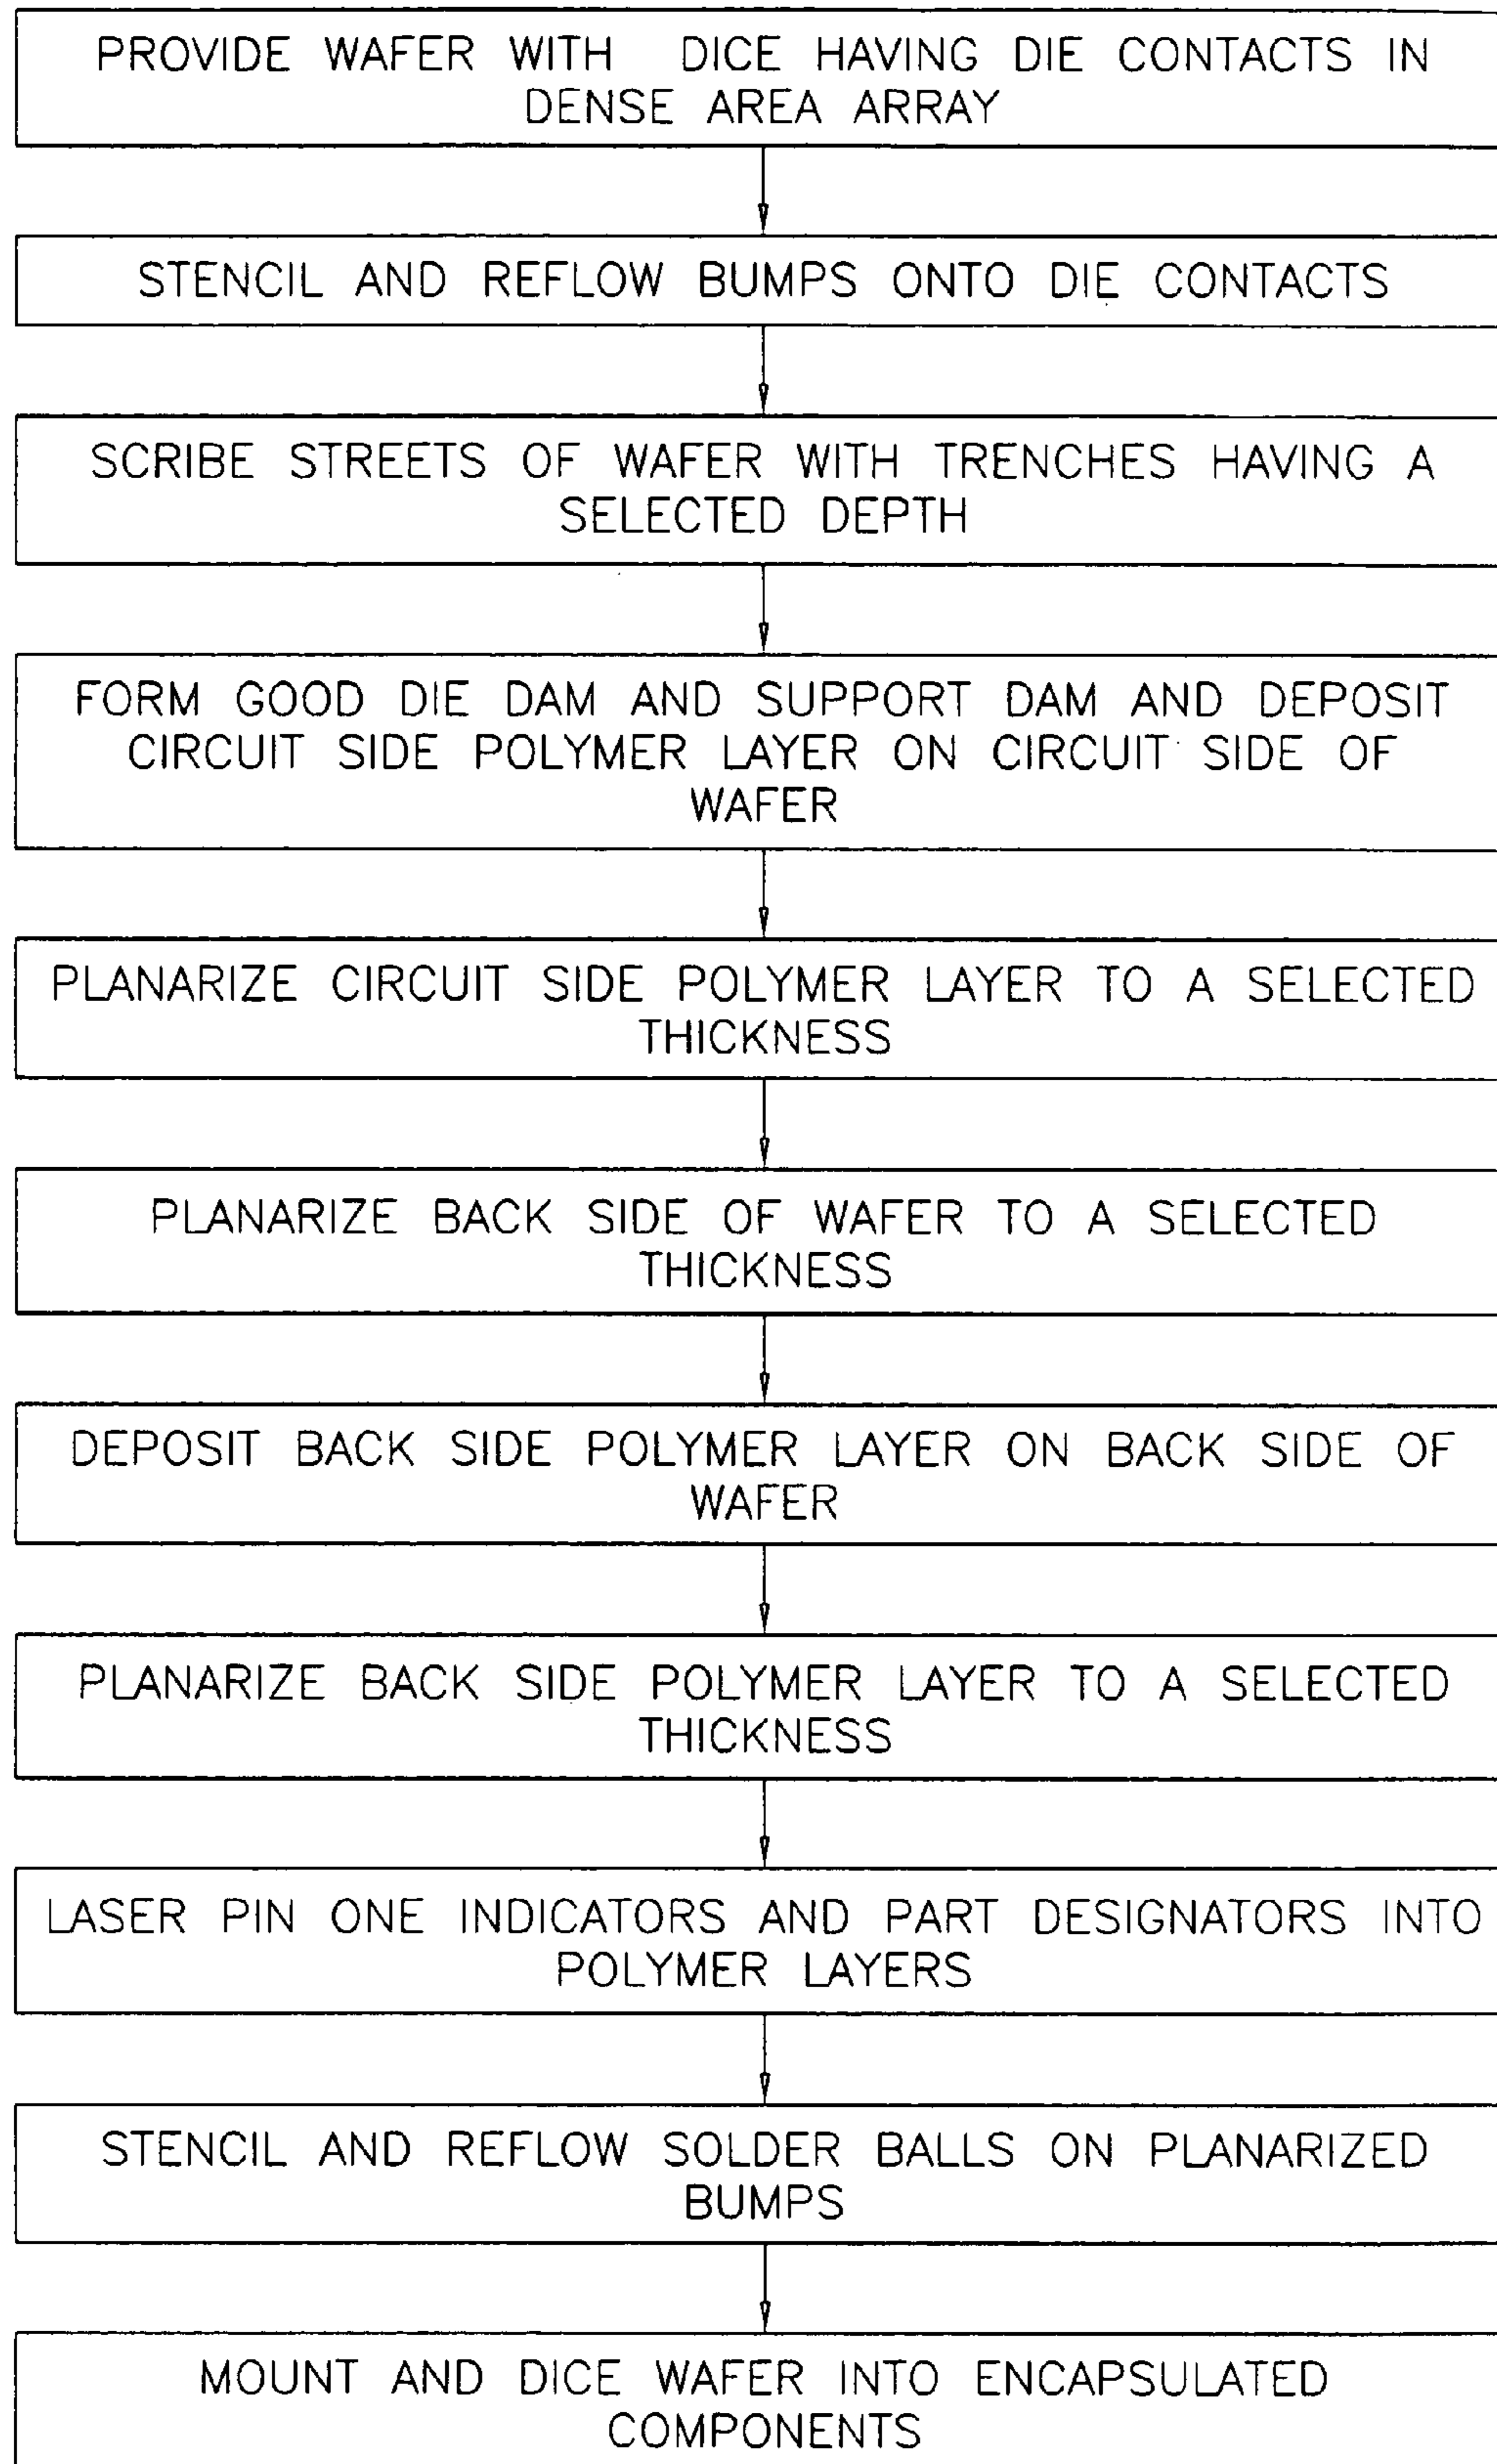 PROVIDE WAFER WITH DICE HAVING DIE CONTACTS IN
DENSE AREA ARRAY
STENCIL AND REFLOW BUMPS ONTO DIE CONTACTS
SCRIBE STREETS OF WAFER WITH TRENCHES HAVING A
SELECTED DEPTH
FORM GOOD DIE DAM AND SUPPORT DAM AND DEPOSIT
CIRCUIT SIDE POLYMER LAYER ON CIRCUIT SIDE OF
WAFER
PLANARIZE CIRCUIT SIDE POLYMER LAYER TO A SELECTED
THICKNESS
PLANARIZE BACK SIDE OF WAFER TO A SELECTED
THICKNESS
DEPOSIT BACK SIDE POLYMER LAYER ON BACK SIDE OF
WAFER
PLANARIZE BACK SIDE POLYMER LAYER TO A SELECTED
THICKNESS
LASER PIN ONE INDICATORS AND PART DESIGNATORS INTO
POLYMER LAYERS
STENCIL AND REFLOW SOLDER BALLS ON PLANARIZED
BUMPS
MOUNT AND DICE WAFER INTO ENCAPSULATED
COMPONENTS